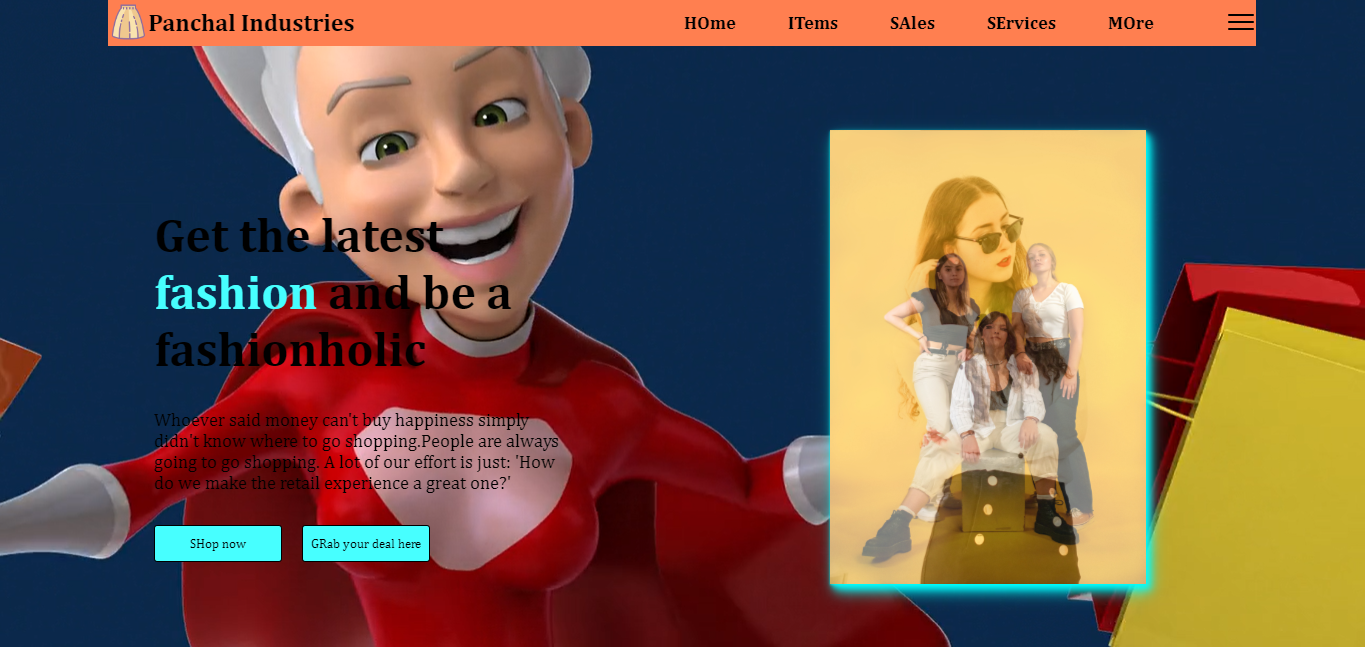 Panchal Industries
HOme ITems SAles SErvices MOre
Get the latest
fashion and be a
fashionholic
Whoever said money can't buy happiness simply
didn't know where to go shopping.People are always
going to go shopping. A lot of our effort is just: 'How
do we make the retail experience a great one?'
SHop now GRab your deal here